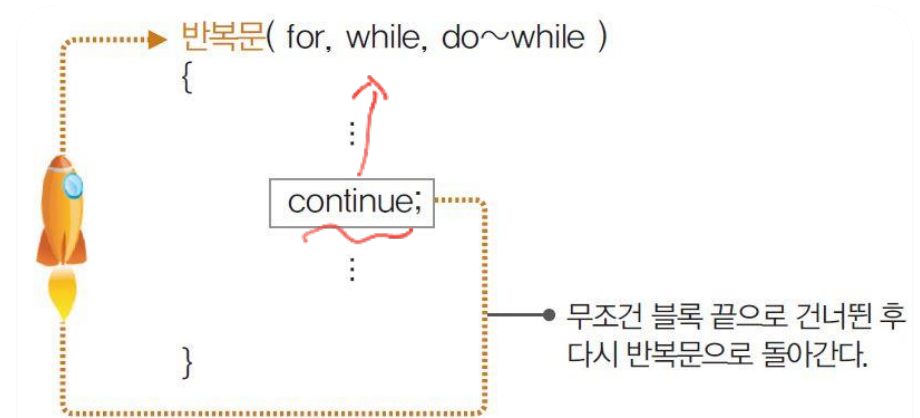 반복문( for, while, do~while )
{
⋮
continue;
⋮
무조건 블록 끝으로 건너뛴 후
다시 반복문으로 돌아간다.
}